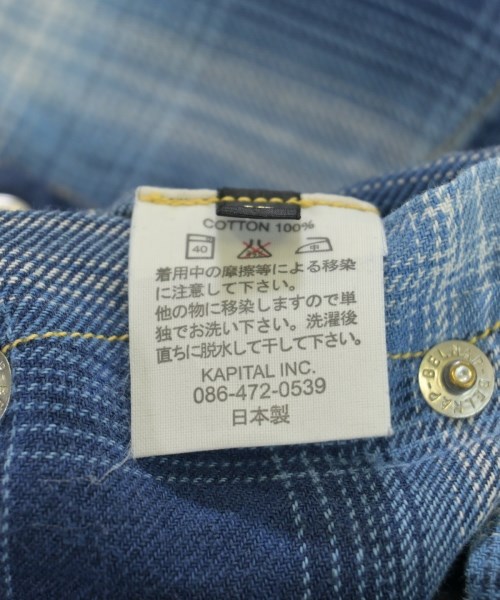 COTTON 100%
40 中
着用中の摩擦等による移染
に注意して下さい。
他の物に移染しますので単
独でお洗い下さい。洗濯後
直ちに脱水して干して下さい。
KAPITAL INC.
086-472-0539
日本製
BELKAP-BELKAP-